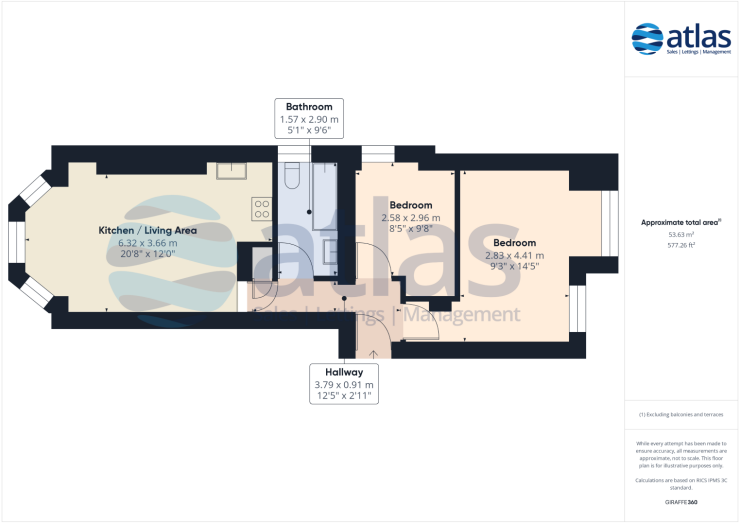 Bathroom
1.57 x 2.90 m
5'1" x 9'6"
Kitchen / Living Area
6.32 x 3.66 m
20'8" x 12'0"
Bedroom
2.58 x 2.96 m
8'5" x 9'8"
Bedroom
2.83 x 4.41 m
9'3" x 14'5"
atlas
Sales | Lettings | Management
Hallway
3.79 x 0.91 m
12'5" x 2'11"
atlas
Sales | Lettings | Management
Approximate total area(1)
53.63 m²
577.26 ft²
(1) Excluding balconies and terraces
While every attempt has been made to
ensure accuracy, all measurements are
approximate, not to scale. This floor
plan is for illustrative purposes only.
Calculations are based on RICS IPMS 3C
standard.
GIRAFFE360